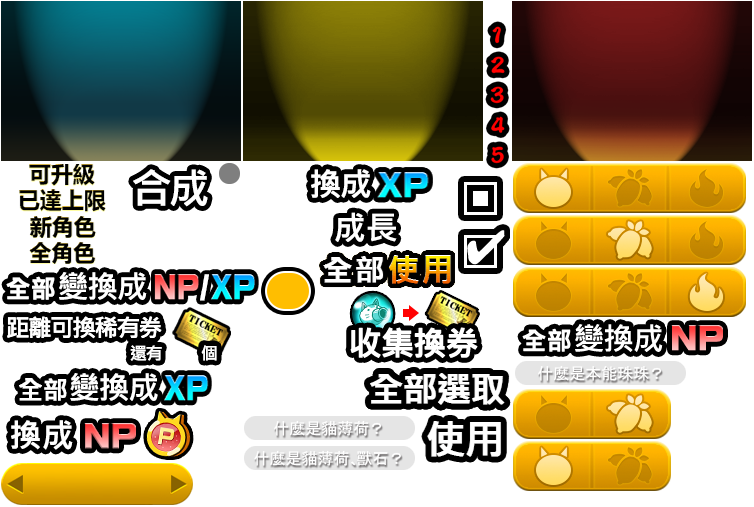 1
2
3
4
5
可升級
已達上限
新角色
全角色
合成
換成XP
成長
全部使用
全部變換成NP/XP
距離可換稀有券
還有 個
TICKET
TICKET
收集換券
全部變換成NP
什麼是本能珠珠？
全部變換成XP
全部選取
換成NP
P
什麼是貓薄荷？
使用
什麼是貓薄荷、獸石？